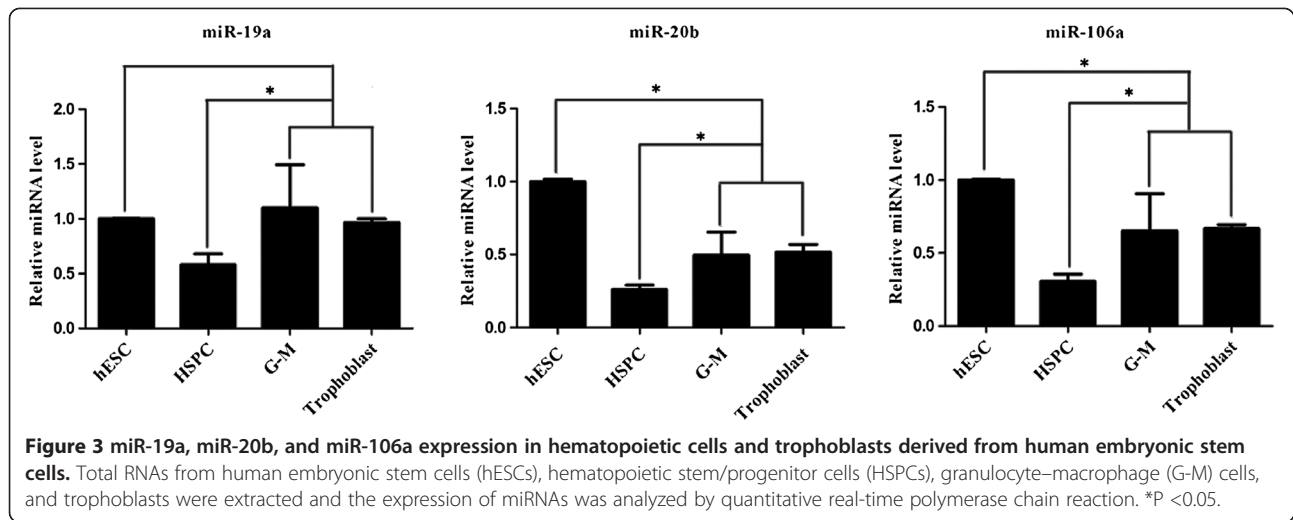 miR-19a
*
Relative miRNA level
2.0
1.5
1.0
0.5
0.0
hESC
HSPC
G-M
Trophoblast
miR-20b
*
*
Relative miRNA level
1.5
1.0
0.5
0.0
hESC
HSPC
G-M
Trophoblast
miR-106a
*
*
Relative miRNA level
1.5
1.0
0.5
0.0
hESC
HSPC
G-M
Trophoblast
Figure 3 miR-19a, miR-20b, and miR-106a expression in hematopoietic cells and trophoblasts derived from human embryonic stem
cells. Total RNAs from human embryonic stem cells (hESCs), hematopoietic stem/progenitor cells (HSPCs), granulocyte–macrophage (G-M) cells,
and trophoblasts were extracted and the expression of miRNAs was analyzed by quantitative real-time polymerase chain reaction. *P <0.05.